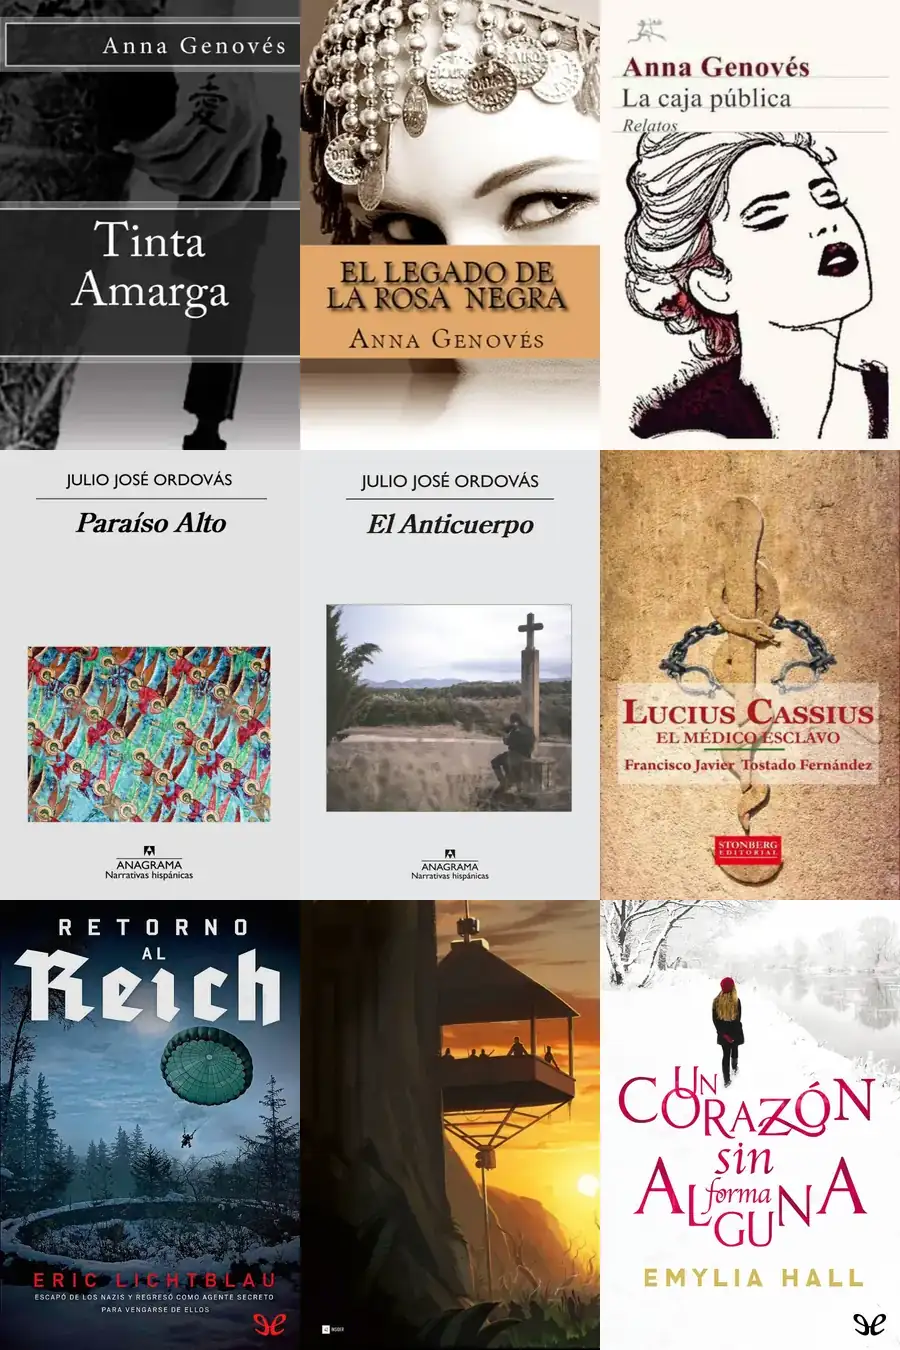 Anna Genovés
愛
Tinta
Amarga
EL LEGADO DE
LA ROSA NEGRA
ANNA GENOVÉS
Anna Genovés
La caja pública
Relatos
JULIO JOSÉ ORDOVÁS
Paraíso Alto
ANAGRAMA
Narrativas hispánicas
JULIO JOSÉ ORDOVÁS
El Anticuerpo
ANAGRAMA
Narrativas hispánicas
LUCIUS CASSIUS
EL MÉDICO ESCLAVO
Francisco Javier Tostado Fernández
STONBERG
EDITORIAL
RETORNO
AL
Reich
ERIC LICHTBLAU
ESCAPÓ DE LOS NAZIS Y REGRESÓ COMO AGENTE SECRETO
PARA VENGARSE DE ELLOS
INSIDER
UN
CORAZÓN
sin
forma
ALGUNA
EMYLIA HALL